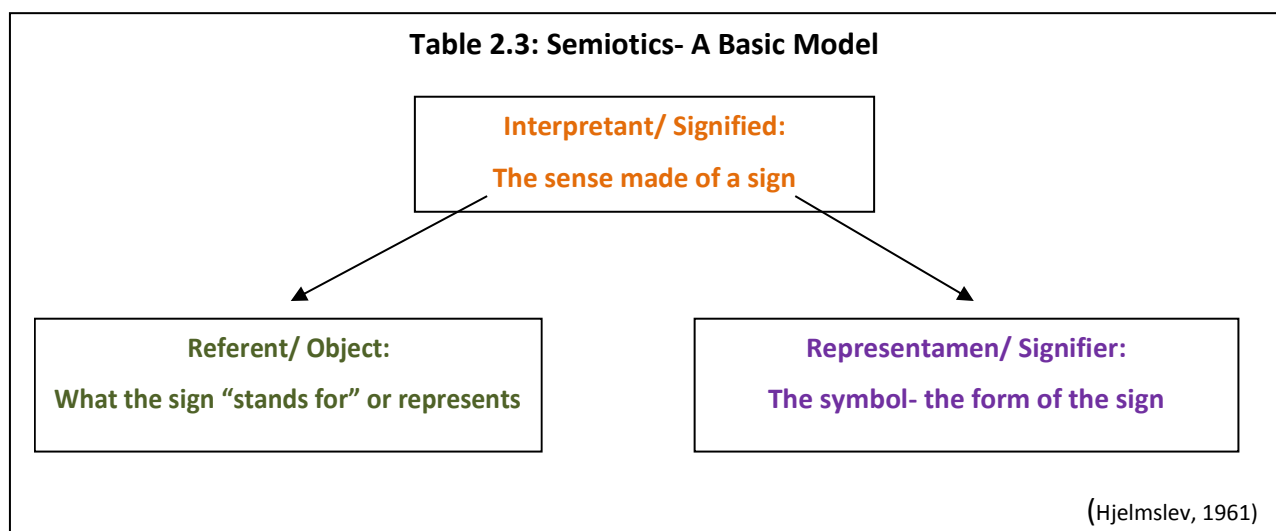 Table 2.3: Semiotics- A Basic Model
Interpretant/ Signified:
The sense made of a sign
Referent/ Object:
What the sign “stands for” or represents
Representamen/ Signifier:
The symbol- the form of the sign
(Hjelmslev, 1961)